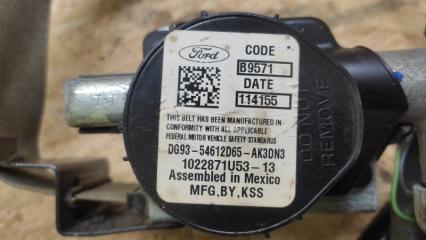 Ford
CODE
B9571
DATE
114155
THIS BELT HAS BEEN MANUFACTURED IN
CONFORMITY WITH ALL APPLICABLE U.S.
FEDERAL MOTOR VEHICLE SAFETY STANDARDS
DG93-54612D65-AK3DN3
1022871U53-13
Assembled in Mexico
MFG.BY.KSS
DO NOT
REMOVE